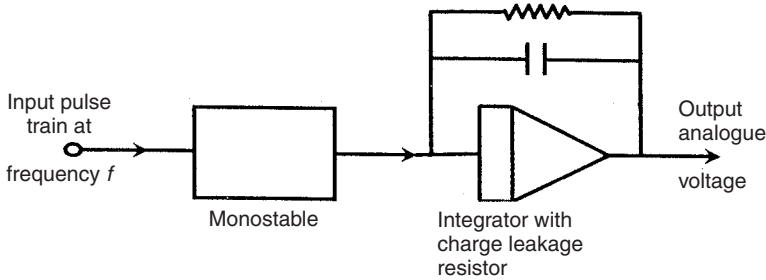 Input pulse
train at
frequency f
Monostable
Integrator with
charge leakage
resistor
Output
analogue
voltage